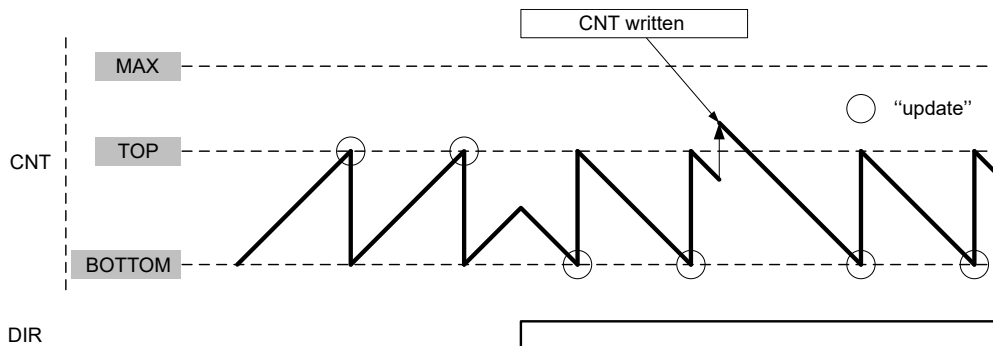 CNT written
MAX
“update”
TOP
CNT
BOTTOM
DIR